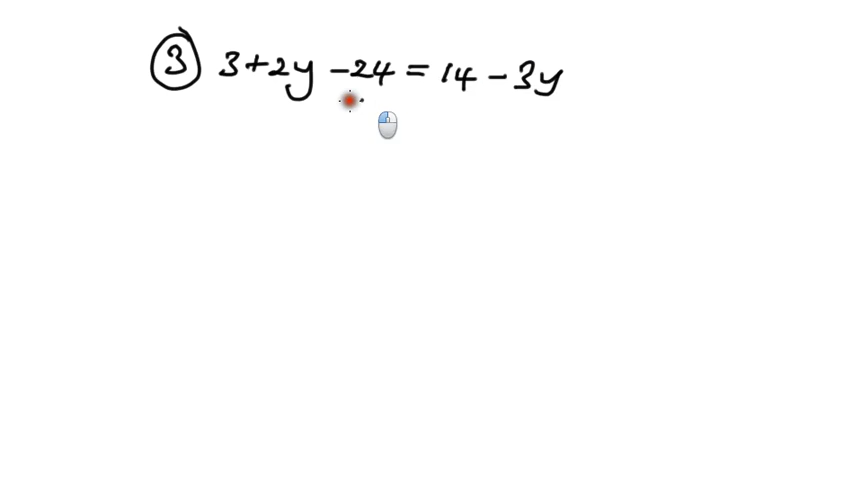 ③ 3+2y -24 = 14 - 3y